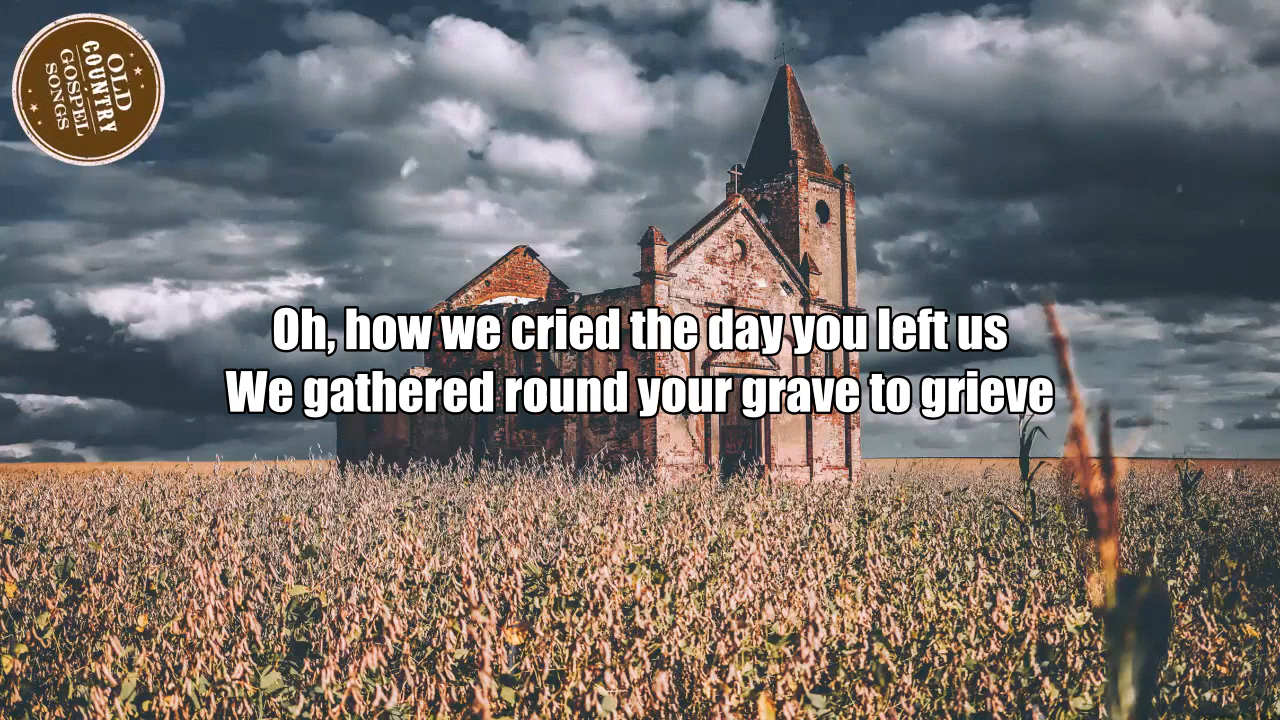 OLD
COUNTRY
GOSPEL
SONGS
Oh, how we cried the day you left us
We gathered round your grave to grieve